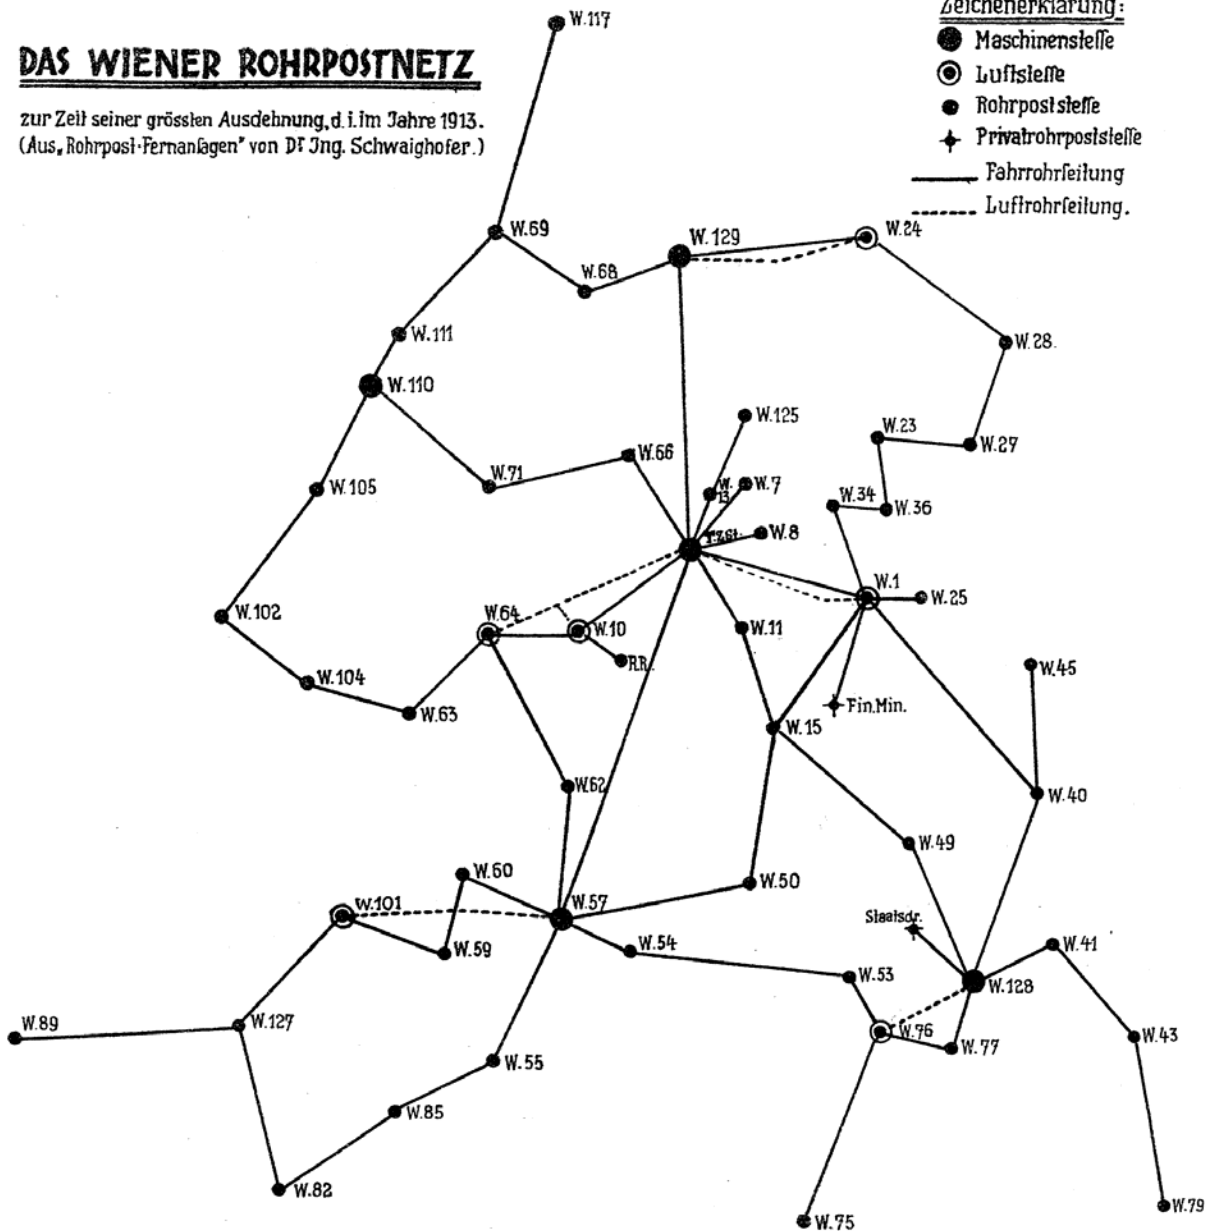 DAS WIENER ROHRPOSTNETZ
zur Zeit seiner grössten Ausdehnung, d.i. im Jahre 1913.
(Aus „Rohrpost-Fernanlagen" von Dr Ing. Schwaighofer.)
Zeichenerklärung:
Maschinenstelle
Luftstelle
Rohrpoststelle
Privatrohrpoststelle
Fahrrohrleitung
Luftrohrleitung.
W.117
W.69
W.129
W.24
W.68
W.111
W.28.
W.110
W.125
W.23
W.27
W.66
W.71
W.13
W.7
W.105
W.34
W.36
T.Z.St.
W.8
W.1
W.25
W.102
W.64
W.10
W.11
R.R.
W.45
W.104
W.63
Fin.Min.
W.15
W.62
W.40
W.49
W.60
W.50
W.101
W.57
Staatsdr.
W.59
W.54
W.41
W.53
W.128
W.89
W.127
W.76
W.77
W.43
W.55
W.85
W.82
W.75
W.79